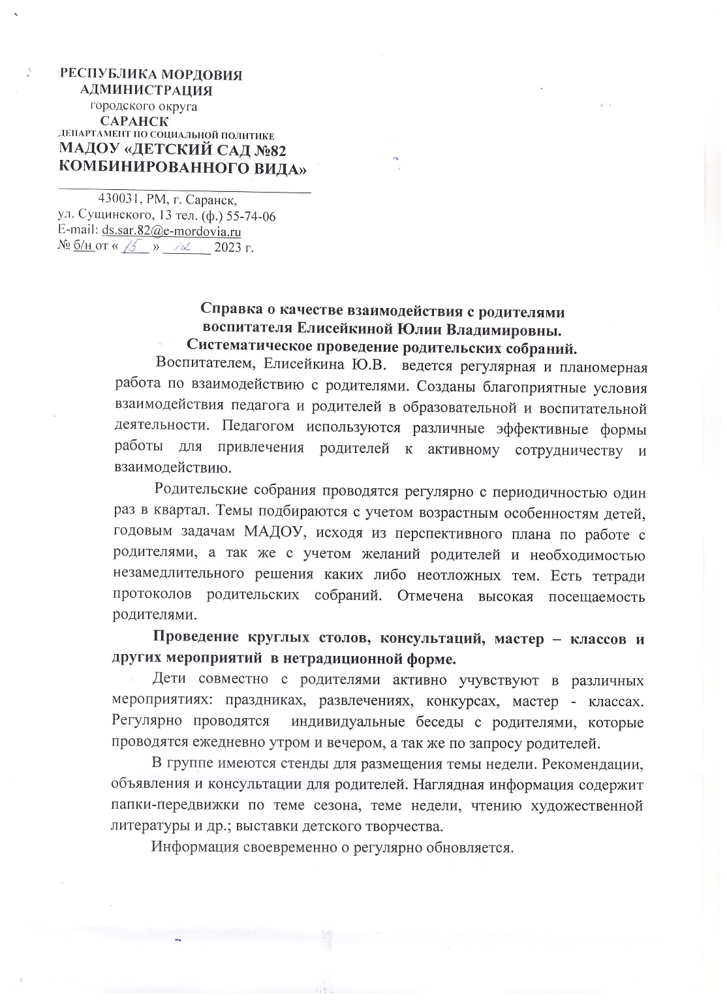 РЕСПУБЛИКА МОРДОВИЯ
АДМИНИСТРАЦИЯ
городского округа
САРАНСК
ДЕПАРТАМЕНТ ПО СОЦИАЛЬНОЙ ПОЛИТИКЕ
МАДОУ «ДЕТСКИЙ САД №82
КОМБИНИРОВАННОГО ВИДА»
430031, РМ, г. Саранск,
ул. Сущинского, 13 тел. (ф.) 55-74-06
E-mail: ds.sar.82@e-mordovia.ru
№ б/н от « 15 » 12 2023 г.
Справка о качестве взаимодействия с родителями
воспитателя Елисейкиной Юлии Владимировны.
Систематическое проведение родительских собраний.
Воспитателем, Елисейкина Ю.В. ведется регулярная и планомерная
работа по взаимодействию с родителями. Созданы благоприятные условия
взаимодействия педагога и родителей в образовательной и воспитательной
деятельности. Педагогом используются различные эффективные формы
работы для привлечения родителей к активному сотрудничеству и
взаимодействию.
Родительские собрания проводятся регулярно с периодичностью один
раз в квартал. Темы подбираются с учетом возрастным особенностям детей,
годовым задачам МАДОУ, исходя из перспективного плана по работе с
родителями, а так же с учетом желаний родителей и необходимостью
незамедлительного решения каких либо неотложных тем. Есть тетради
протоколов родительских собраний. Отмечена высокая посещаемость
родителями.
Проведение круглых столов, консультаций, мастер – классов и
других мероприятий в нетрадиционной форме.
Дети совместно с родителями активно учувствуют в различных
мероприятиях: праздниках, развлечениях, конкурсах, мастер - классах.
Регулярно проводятся индивидуальные беседы с родителями, которые
проводятся ежедневно утром и вечером, а так же по запросу родителей.
В группе имеются стенды для размещения темы недели. Рекомендации,
объявления и консультации для родителей. Наглядная информация содержит
папки-передвижки по теме сезона, теме недели, чтению художественной
литературы и др.; выставки детского творчества.
Информация своевременно о регулярно обновляется.